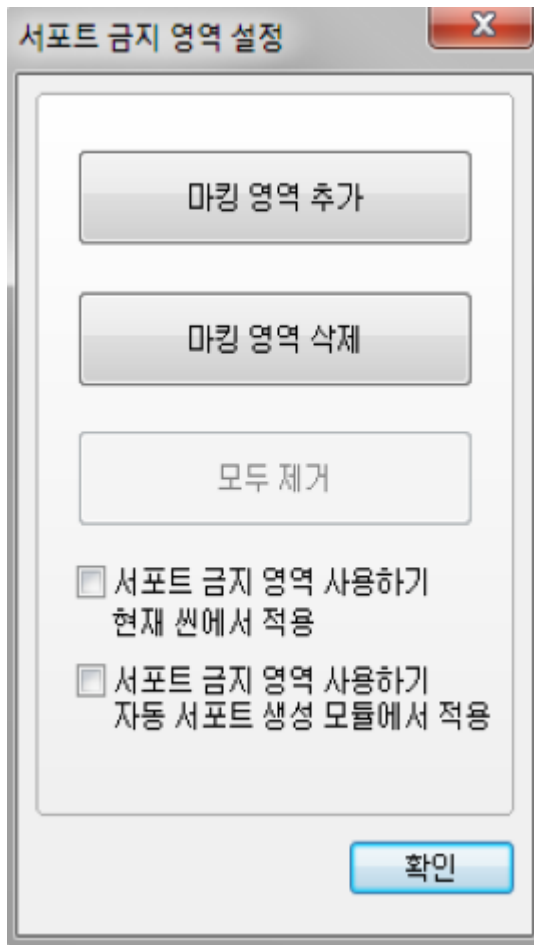 서포트 금지 영역 설정
마킹 영역 추가
마킹 영역 삭제
모두 제거
서포트 금지 영역 사용하기
현재 씬에서 적용
서포트 금지 영역 사용하기
자동 서포트 생성 모듈에서 적용
확인